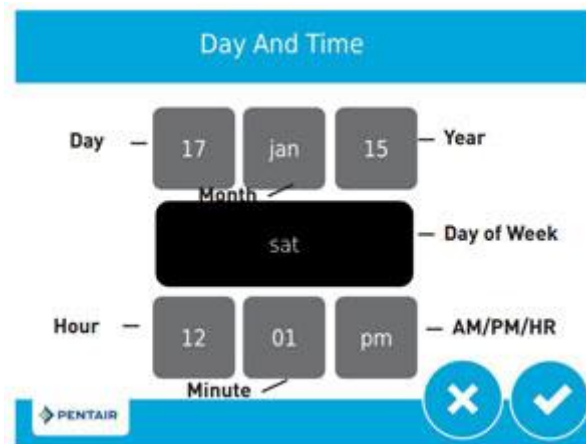 Day And Time
Day 17 jan 15 Year
Month
sat Day of Week
Hour 12 01 pm AM/PM/HR
Minute
PENTAIR